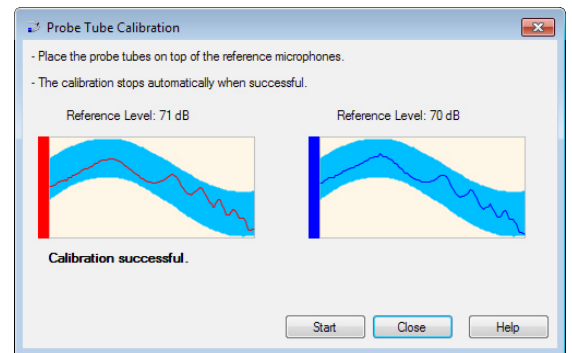 Probe Tube Calibration
- Place the probe tubes on top of the reference microphones.
- The calibration stops automatically when successful.
Reference Level: 71 dB
Reference Level: 70 dB
Calibration successful.
Start
Close
Help